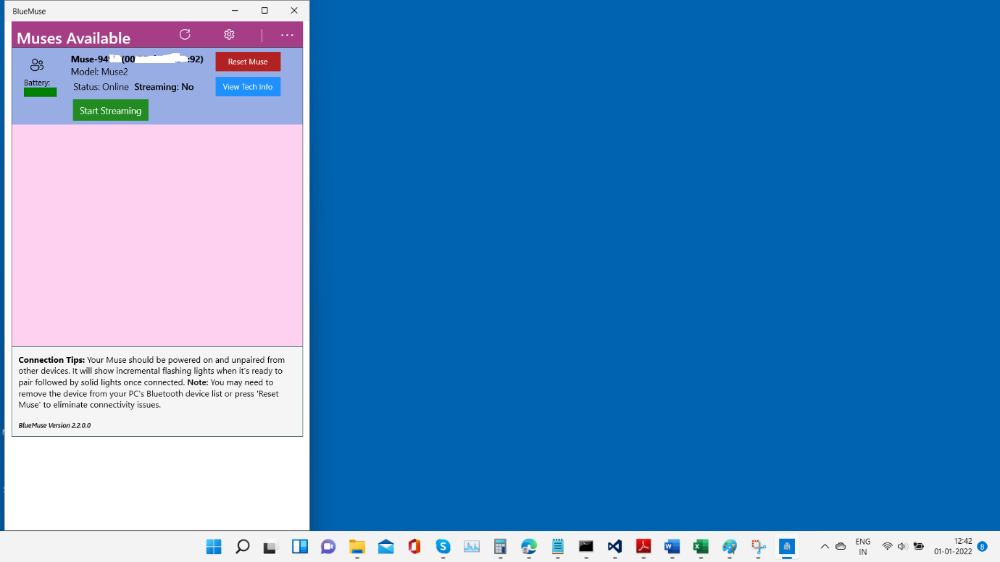 BlueMuse
Muses Available
Muse-94 (00 :92)
Reset Muse
Model: Muse2
Battery:
Status: Online Streaming: No
View Tech Info
Start Streaming
Connection Tips: Your Muse should be powered on and unpaired from
other devices. It will show incremental flashing lights when it's ready to
pair followed by solid lights once connected. Note: You may need to
remove the device from your PC's Bluetooth device list or press 'Reset
Muse' to eliminate connectivity issues.
BlueMuse Version 2.2.0.0
ENG
IN
12:42
01-01-2022
8